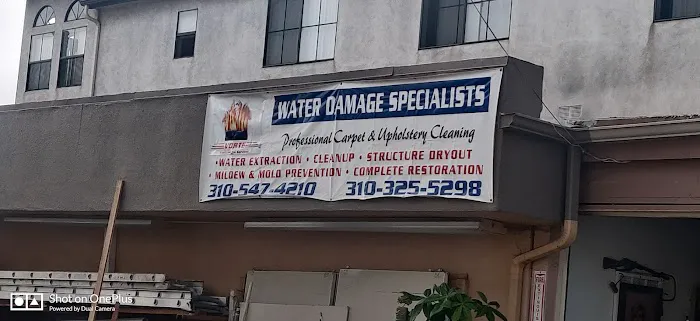 WATER DAMAGE SPECIALISTS
Professional Carpet & Upholstery Cleaning
• WATER EXTRACTION • CLEANUP • STRUCTURE DRYOUT
• MILDEW & MOLD PREVENTION • COMPLETE RESTORATION
310-547-4210 310-325-5298
Shot on OnePlus
Powered by Dual Camera